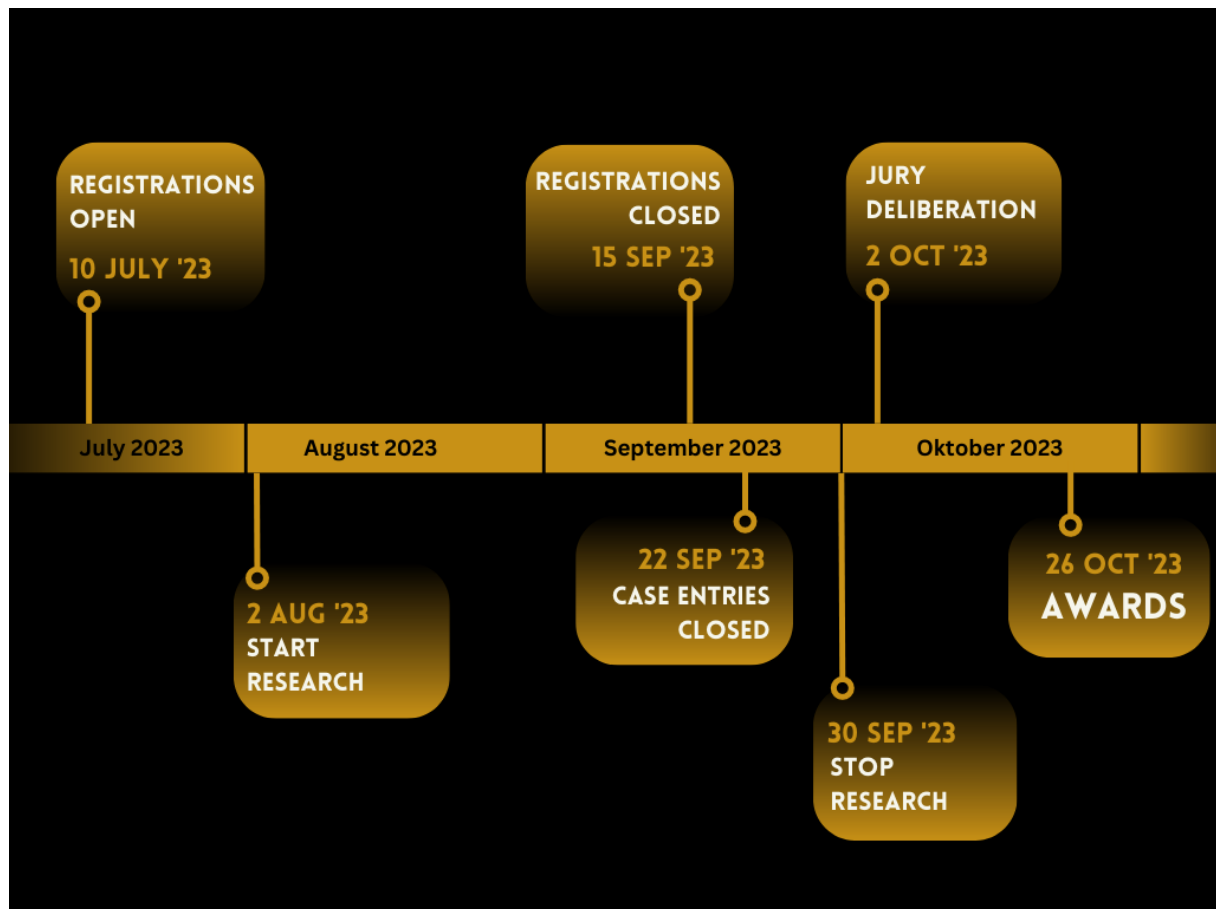 REGISTRATIONS
OPEN
10 JULY '23
REGISTRATIONS
CLOSED
15 SEP '23
JURY
DELIBERATION
2 OCT '23
July 2023
August 2023
September 2023
Oktober 2023
2 AUG '23
START
RESEARCH
22 SEP '23
CASE ENTRIES
CLOSED
30 SEP '23
STOP
RESEARCH
26 OCT '23
AWARDS